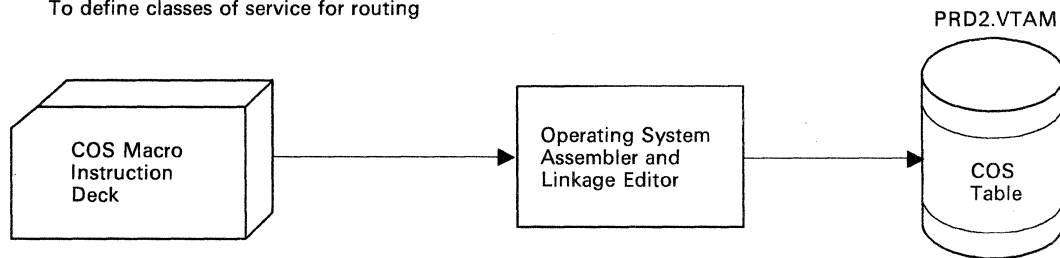 To define classes of service for routing
PRD2.VTAM
COS Macro
Instruction
Deck
Operating System
Assembler and
Linkage Editor
COS
Table